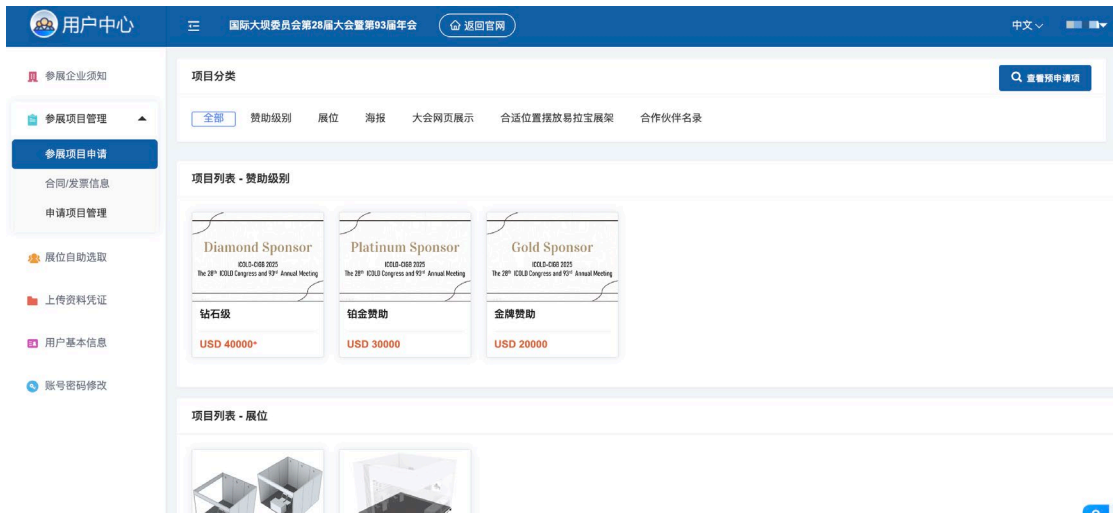 用户中心
国际大坝委员会第28届大会暨第93届年会
返回官网
中文
参展企业须知
参展项目管理
参展项目申请
合同/发票信息
申请项目管理
展位自助选取
上传资料凭证
用户基本信息
账号密码修改
项目分类
查看预申请项
全部 赞助级别 展位 海报 大会网页展示 合适位置摆放易拉宝展架 合作伙伴名录
项目列表 - 赞助级别
Diamond Sponsor
ICOLD-CIGB 2025
The 28th ICOLD Congress and 93rd Annual Meeting
钻石级
USD 40000*
Platinum Sponsor
ICOLD-CIGB 2025
The 28th ICOLD Congress and 93rd Annual Meeting
铂金赞助
USD 30000
Gold Sponsor
ICOLD-CIGB 2025
The 28th ICOLD Congress and 93rd Annual Meeting
金牌赞助
USD 20000
项目列表 - 展位